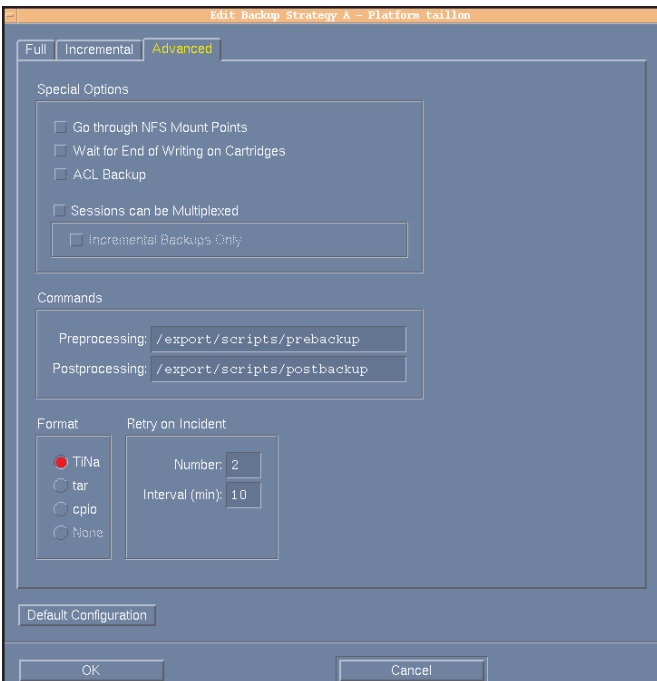 Edit Backup Strategy A - Platform taillon
Full Incremental Advanced
Special Options
Go through NFS Mount Points
Wait for End of Writing on Cartridges
ACL Backup
Sessions can be Multiplexed
Incremental Backups Only
Commands
Preprocessing: /export/scripts/prebackup
Postprocessing: /export/scripts/postbackup
Format Retry on Incident
TiNa Number: 2
tar Interval (min): 10
cpio
None
Default Configuration
OK Cancel